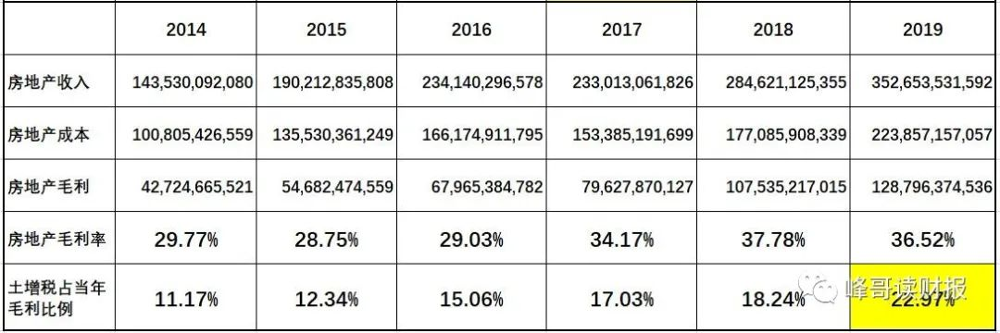 2014 2015 2016 2017 2018 2019
房地产收入 143,530,092,080 190,212,835,808 234,140,296,578 233,013,061,826 284,621,125,355 352,653,531,592
房地产成本 100,805,426,559 135,530,361,249 166,174,911,795 153,385,191,699 177,085,908,339 223,857,157,057
房地产毛利 42,724,665,521 54,682,474,559 67,965,384,782 79,627,870,127 107,535,217,015 128,796,374,536
房地产毛利率 29.77% 28.75% 29.03% 34.17% 37.78% 36.52%
土增税占当年
毛利比例 11.17% 12.34% 15.06% 17.03% 18.24% 22.97%
峰哥读财报